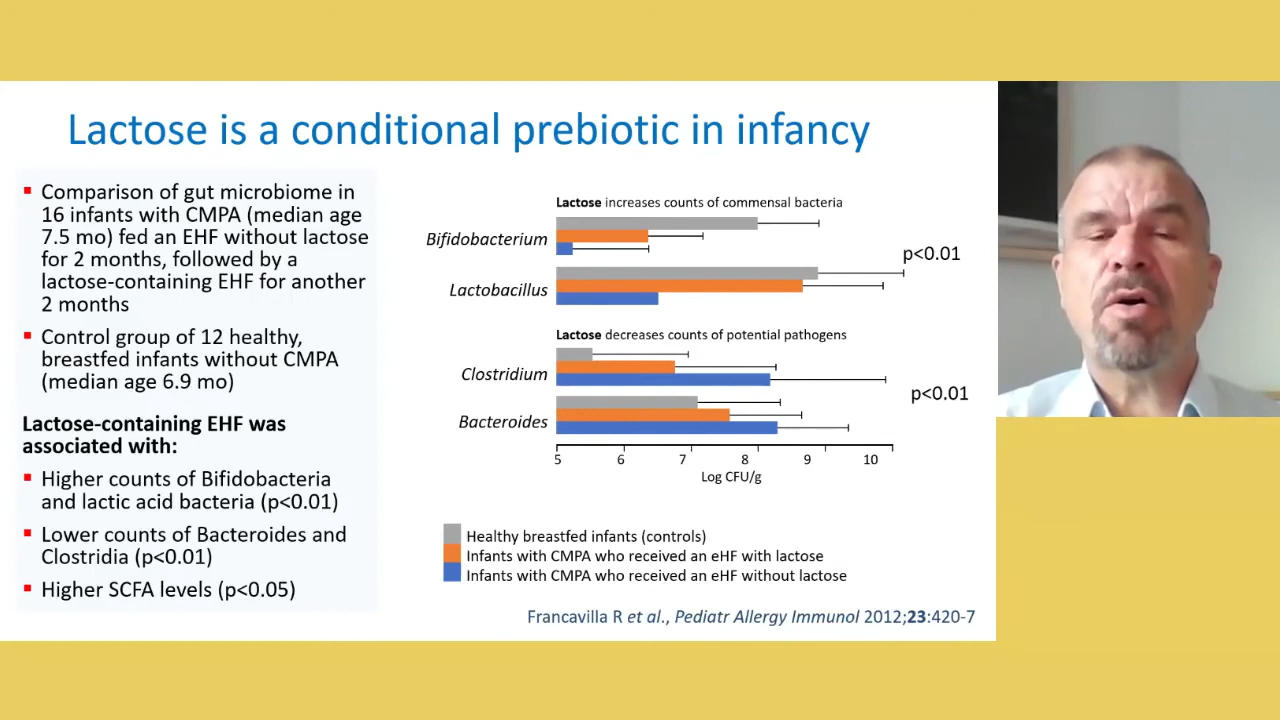 Lactose is a conditional prebiotic in infancy
Comparison of gut microbiome in
16 infants with CMPA (median age
7.5 mo) fed an EHF without lactose
for 2 months, followed by a
lactose-containing EHF for another
2 months
Control group of 12 healthy,
breastfed infants without CMPA
(median age 6.9 mo)
Lactose-containing EHF was
associated with:
Higher counts of Bifidobacteria
and lactic acid bacteria (p<0.01)
Lower counts of Bacteroides and
Clostridia (p<0.01)
Higher SCFA levels (p<0.05)
Lactose increases counts of commensal bacteria
Bifidobacterium
p<0.01
Lactobacillus
Lactose decreases counts of potential pathogens
Clostridium
p<0.01
Bacteroides
5 6 7 8 9 10
Log CFU/g
Healthy breastfed infants (controls)
Infants with CMPA who received an eHF with lactose
Infants with CMPA who received an eHF without lactose
Francavilla R et al., Pediatr Allergy Immunol 2012;23:420-7